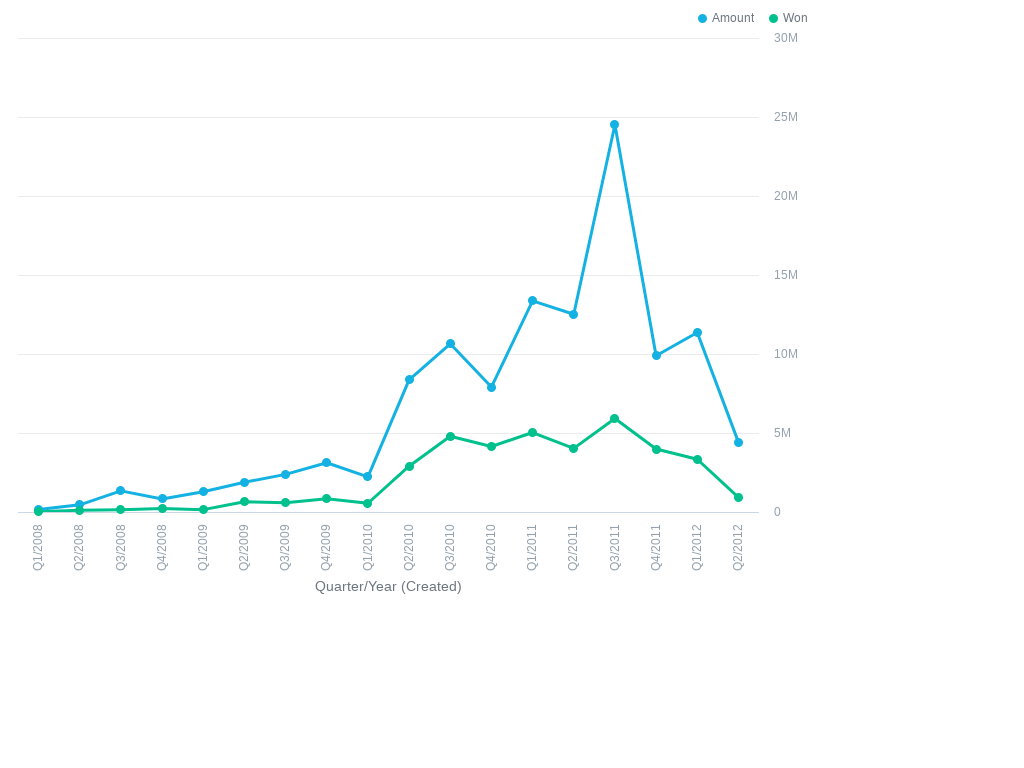 Amount Won
30M
25M
20M
15M
10M
5M
0
Q1/2008
Q2/2008
Q3/2008
Q4/2008
Q1/2009
Q2/2009
Q3/2009
Q4/2009
Q1/2010
Q2/2010
Q3/2010
Q4/2010
Q1/2011
Q2/2011
Q3/2011
Q4/2011
Q1/2012
Q2/2012
Quarter/Year (Created)